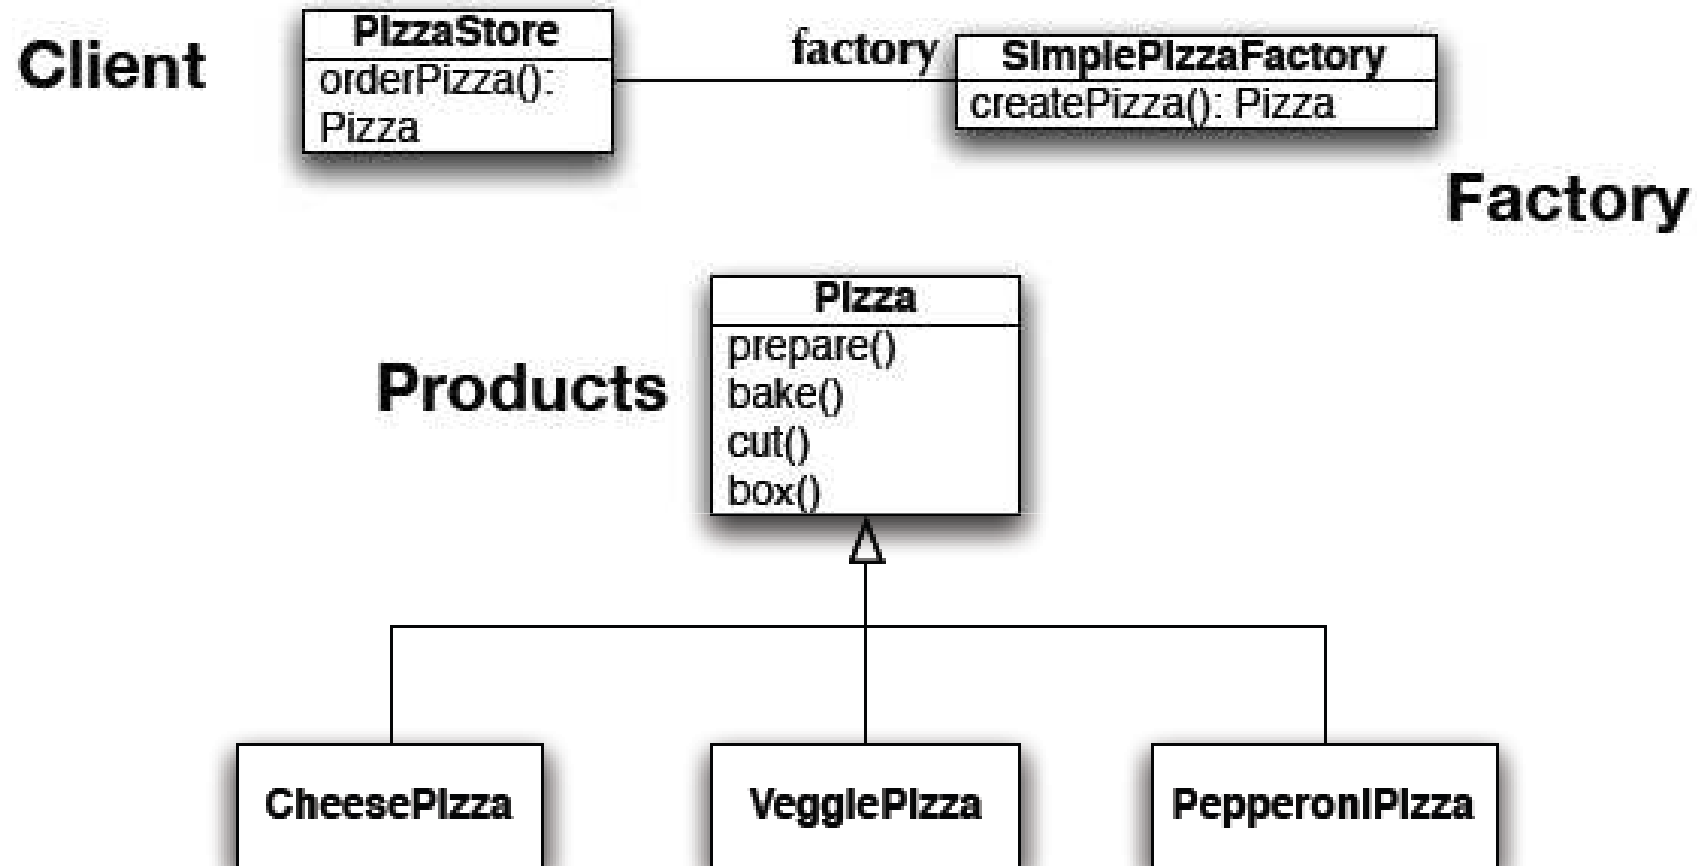 Client
PizzaStore
orderPizza():
Pizza
factory
SimplePizzaFactory
createPizza(): Pizza
Factory
Products
Pizza
prepare()
bake()
cut()
box()
CheesePizza
VeggiePizza
PepperoniPizza